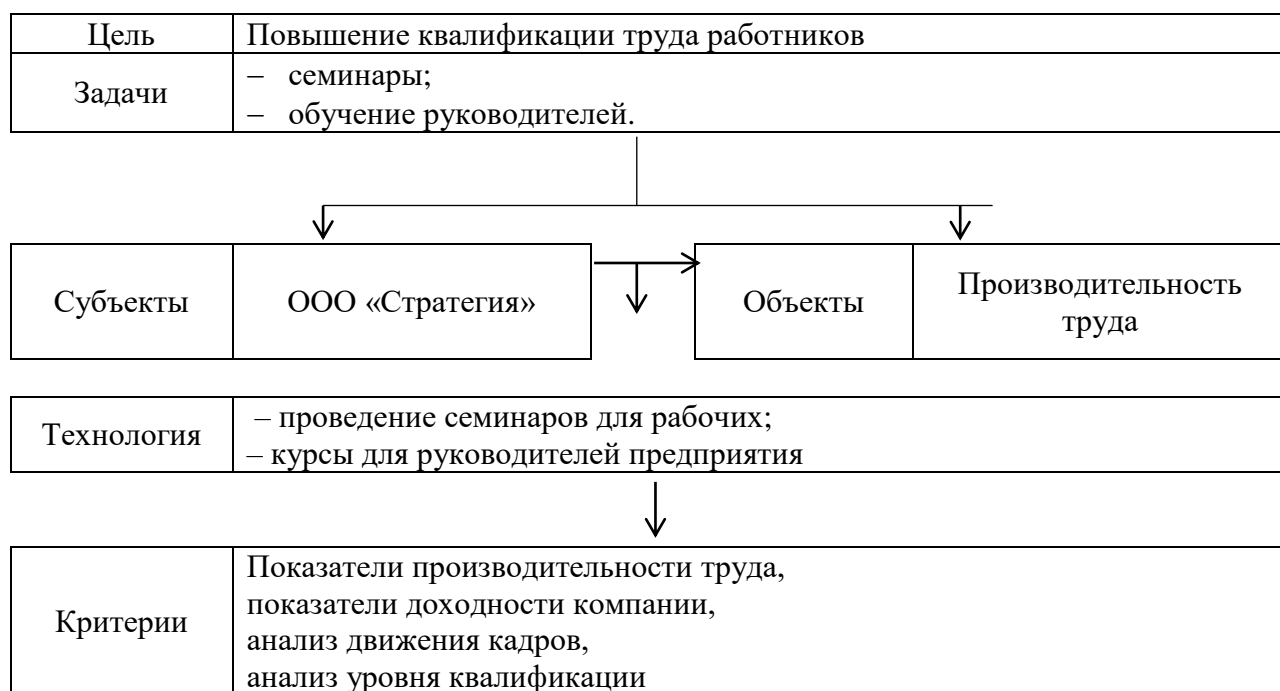 Цель Повышение квалификации труда работников
Задачи
– семинары;
– обучение руководителей.
Субъекты ООО «Стратегия» Объекты Производительность
труда
Технология
– проведение семинаров для рабочих;
– курсы для руководителей предприятия
Критерии
Показатели производительности труда,
показатели доходности компании,
анализ движения кадров,
анализ уровня квалификации